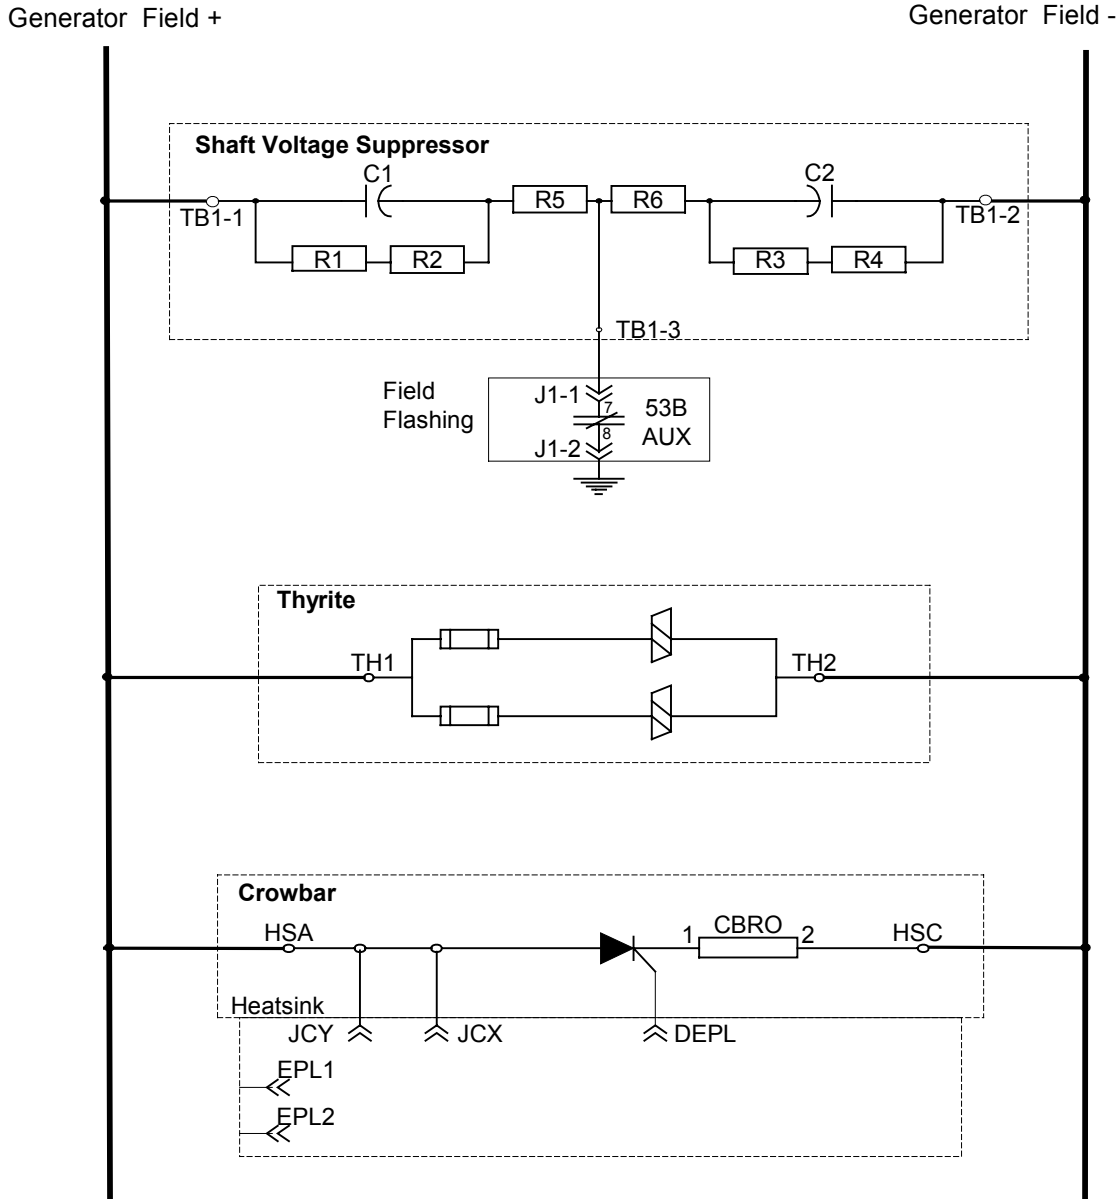 Generator Field +
Generator Field -
Shaft Voltage Suppressor
C1
C2
R5
R6
TB1-1
TB1-2
R1
R2
R3
R4
TB1-3
Field
Flashing
J1-1
7
53B
8
AUX
J1-2
Thyrite
TH1
TH2
Crowbar
HSA
1
CBRO
2
HSC
Heatsink
JCY
JCX
DEPL
EPL1
EPL2